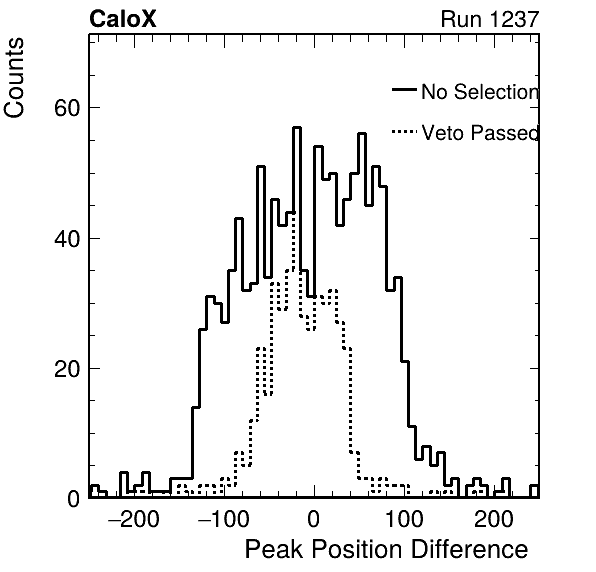 CaloX Run 1237
Counts
No Selection
Veto Passed
60
40
20
0
−200 −100 0 100 200
Peak Position Difference